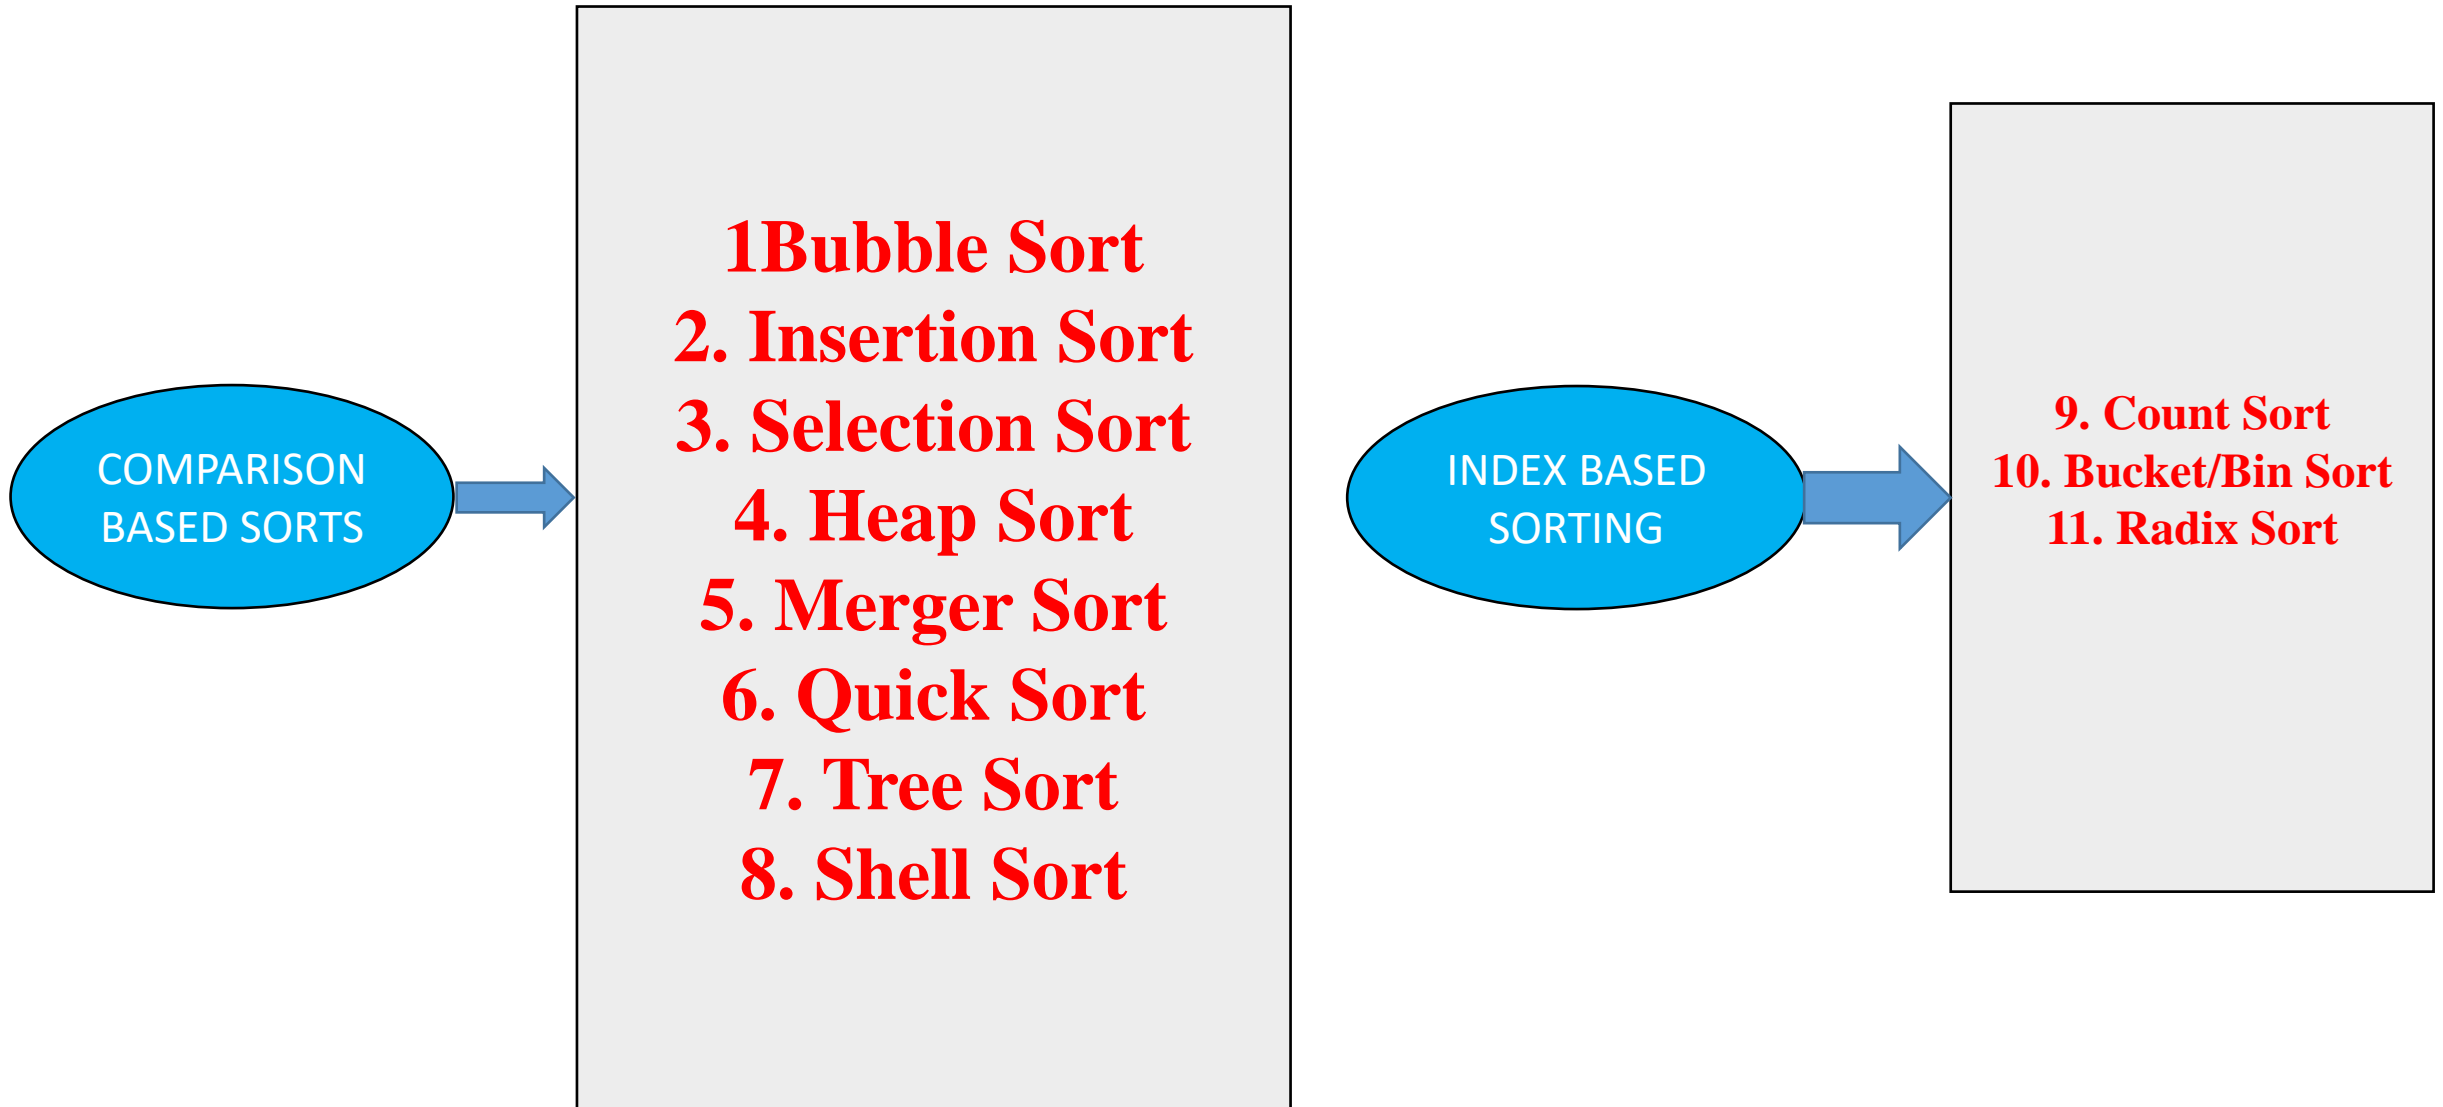 COMPARISON
BASED SORTS
1Bubble Sort
2. Insertion Sort
3. Selection Sort
4. Heap Sort
5. Merger Sort
6. Quick Sort
7. Tree Sort
8. Shell Sort
INDEX BASED
SORTING
9. Count Sort
10. Bucket/Bin Sort
11. Radix Sort